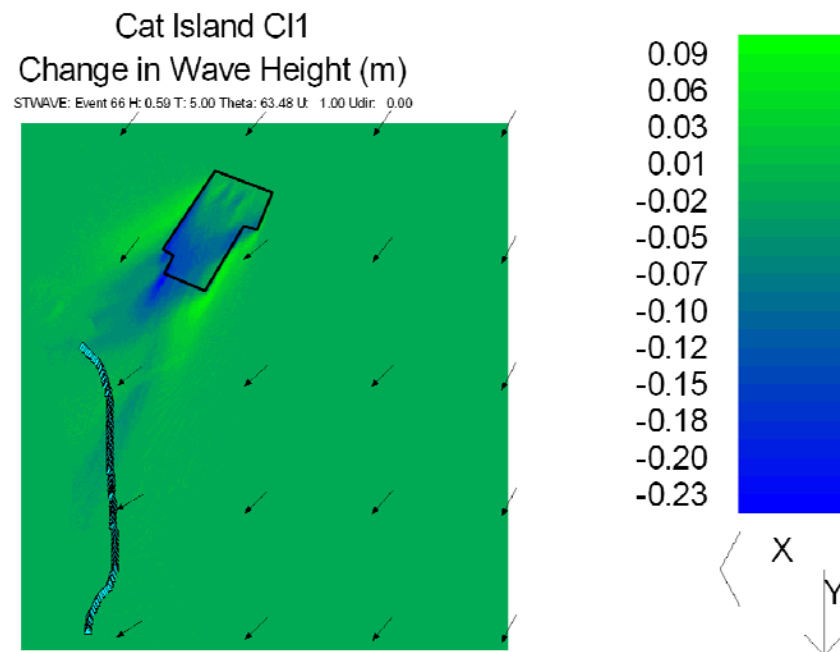 Cat Island CI1
Change in Wave Height (m)
STWAVE: Event 66 H: 0.59 T: 5.00 Theta: 63.48 U: 1.00 Udir: 0.00
0.09
0.06
0.03
0.01
-0.02
-0.05
-0.07
-0.10
-0.12
-0.15
-0.18
-0.20
-0.23
X
Y